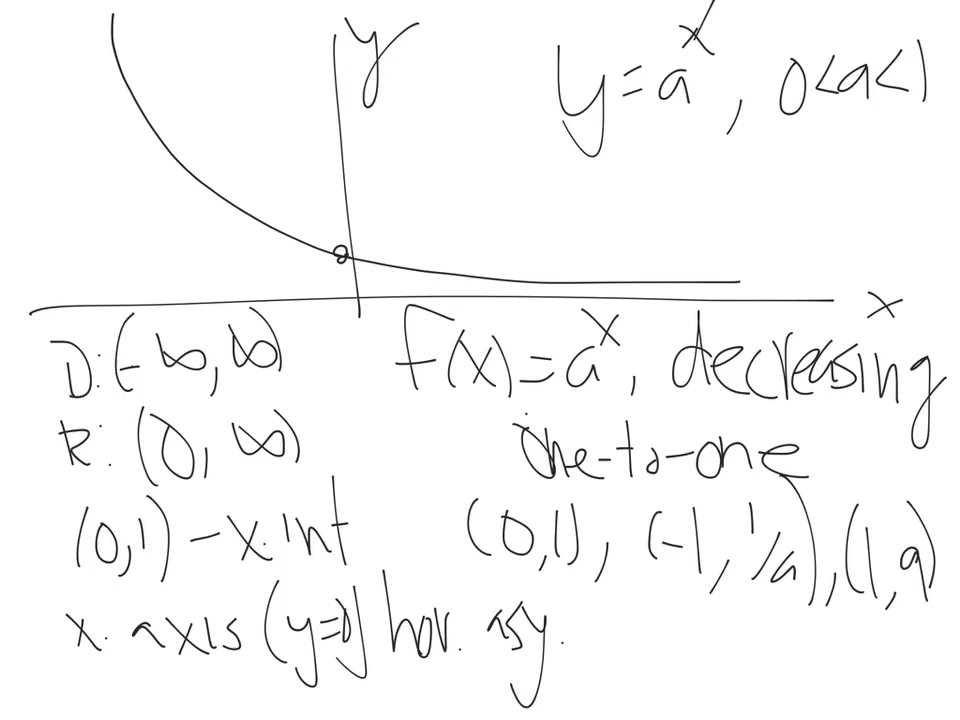 y
y = a^x, 0<a<1
x
D: (-∞, ∞)
f(x) = a^x, decreasing
R: (0, ∞)
one-to-one
(0,1) - x.int
(0,1), (-1, 1/a), (1, a)
x. axis (y=0) hor. asy.